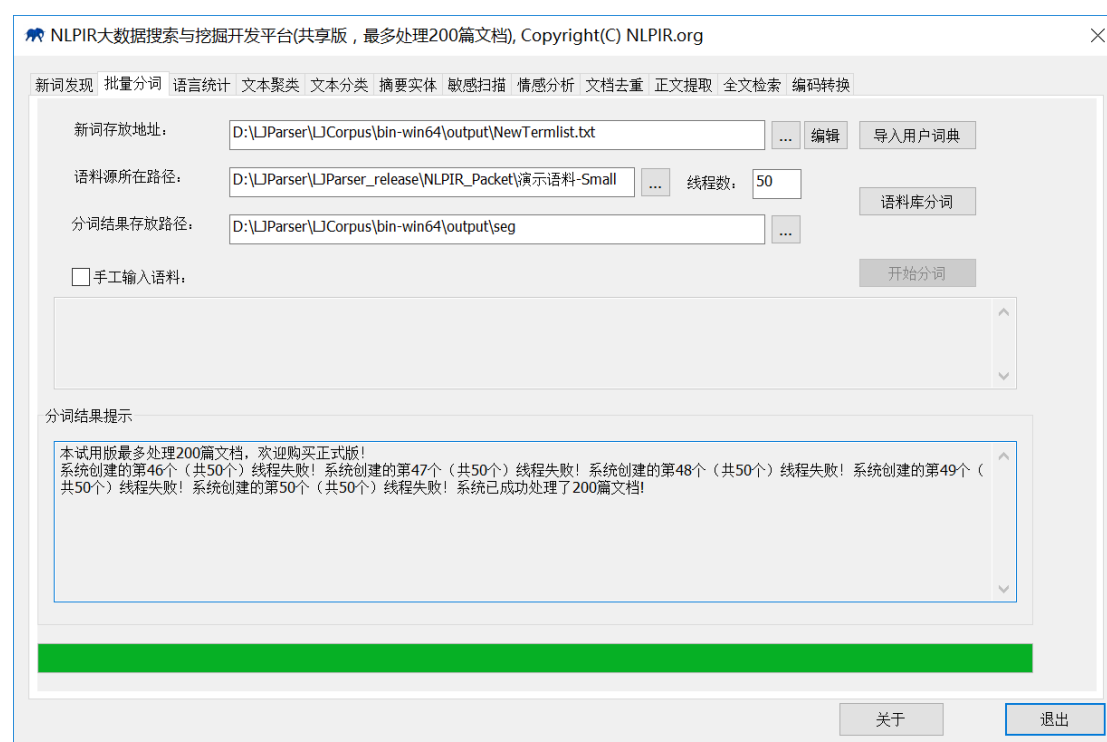 NLPIR大数据搜索与挖掘开发平台(共享版，最多处理200篇文档), Copyright(C) NLPIR.org
新词发现 批量分词 语言统计 文本聚类 文本分类 摘要实体 敏感扫描 情感分析 文档去重 正文提取 全文检索 编码转换
新词存放地址： D:\LJParser\LJCorpus\bin-win64\output\NewTermlist.txt ... 编辑 导入用户词典
语料源所在路径： D:\LJParser\LJParser_release\NLPIR_Packet\演示语料-Small ... 线程数： 50
语料库分词
分词结果存放路径： D:\LJParser\LJCorpus\bin-win64\output\seg ...
手工输入语料： 开始分词
分词结果提示
本试用版最多处理200篇文档，欢迎购买正式版！
系统创建的第46个（共50个）线程失败！系统创建的第47个（共50个）线程失败！系统创建的第48个（共50个）线程失败！系统创建的第49个（
共50个）线程失败！系统创建的第50个（共50个）线程失败！系统已成功处理了200篇文档!
关于 退出